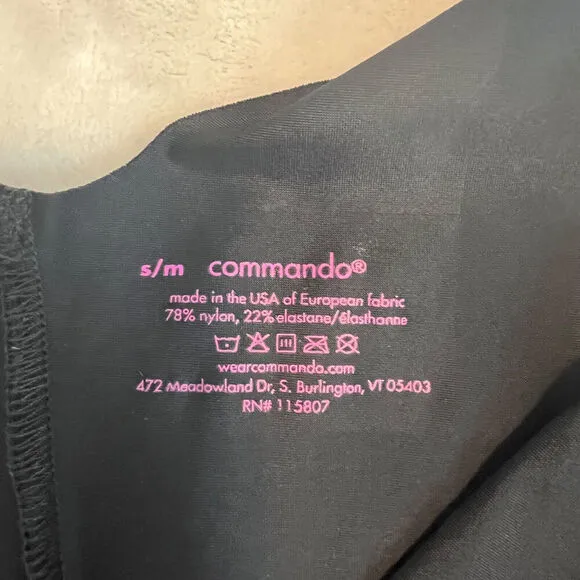 s/m commando®
made in the USA of European fabric
78% nylon, 22% elastane/élasthanne
wearcommando.com
472 Meadowland Dr, S. Burlington, VT 05403
RN# 115807